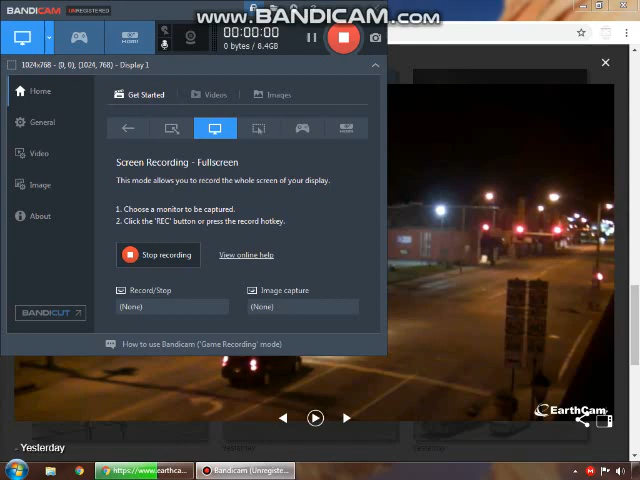 www.BANDICAM.com
BANDICAM UNREGISTERED
HDMI
00:00:00
0 bytes / 8.4GB
1024x768 - (0, 0), (1024, 768) - Display 1
Home
General
Video
Image
About
BANDICUT
Get Started
Videos
Images
HDMI
Screen Recording - Fullscreen
This mode allows you to record the whole screen of your display.
1. Choose a monitor to be captured.
2. Click the 'REC' button or press the record hotkey.
Stop recording
View online help
Record/Stop
Image capture
(None)
(None)
How to use Bandicam ('Game Recording' mode)
EarthCam
- Yesterday
https://www.earthca...
Bandicam (Unregiste...